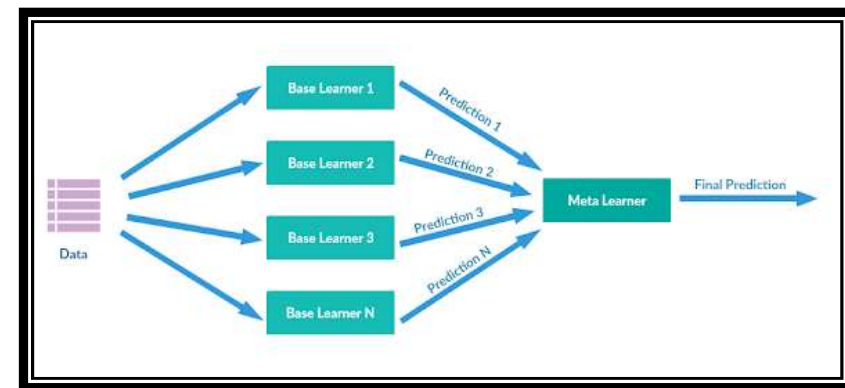 Data
Base Learner 1
Base Learner 2
Base Learner 3
Base Learner N
Prediction 1
Prediction 2
Prediction 3
Prediction N
Meta Learner
Final Prediction